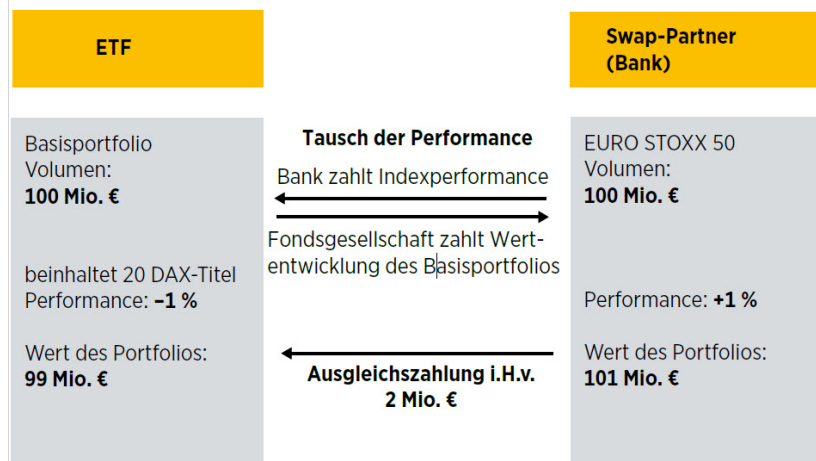 ETF
Swap-Partner
(Bank)
Basisportfolio
Volumen:
100 Mio. €
beinhaltet 20 DAX-Titel
Performance: –1 %
Wert des Portfolios:
99 Mio. €
Tausch der Performance
Bank zahlt Indexperformance
Fondsgesellschaft zahlt Wert-
entwicklung des Basisportfolios
Ausgleichszahlung i.H.v.
2 Mio. €
EURO STOXX 50
Volumen:
100 Mio. €
Performance: +1 %
Wert des Portfolios:
101 Mio. €